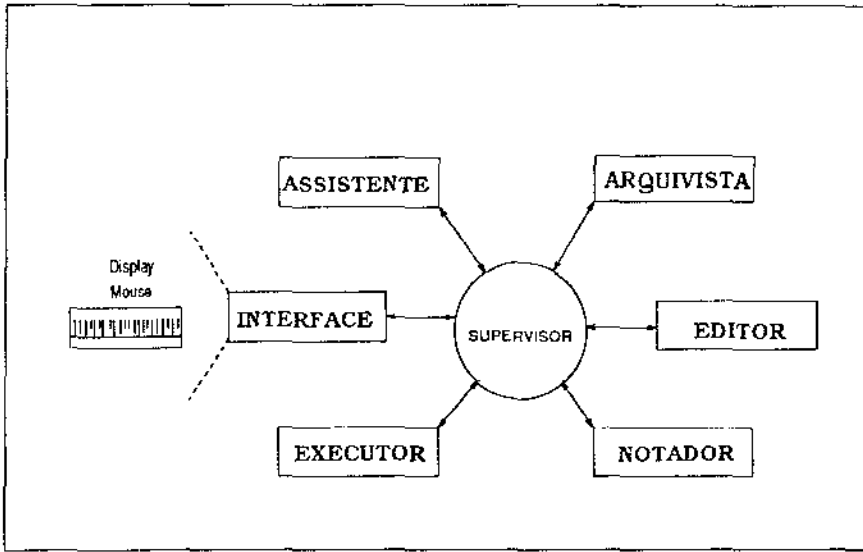 ASSISTENTE
ARQUIVISTA
Display
Mouse
INTERFACE
SUPERVISOR
EDITOR
EXECUTOR
NOTADOR